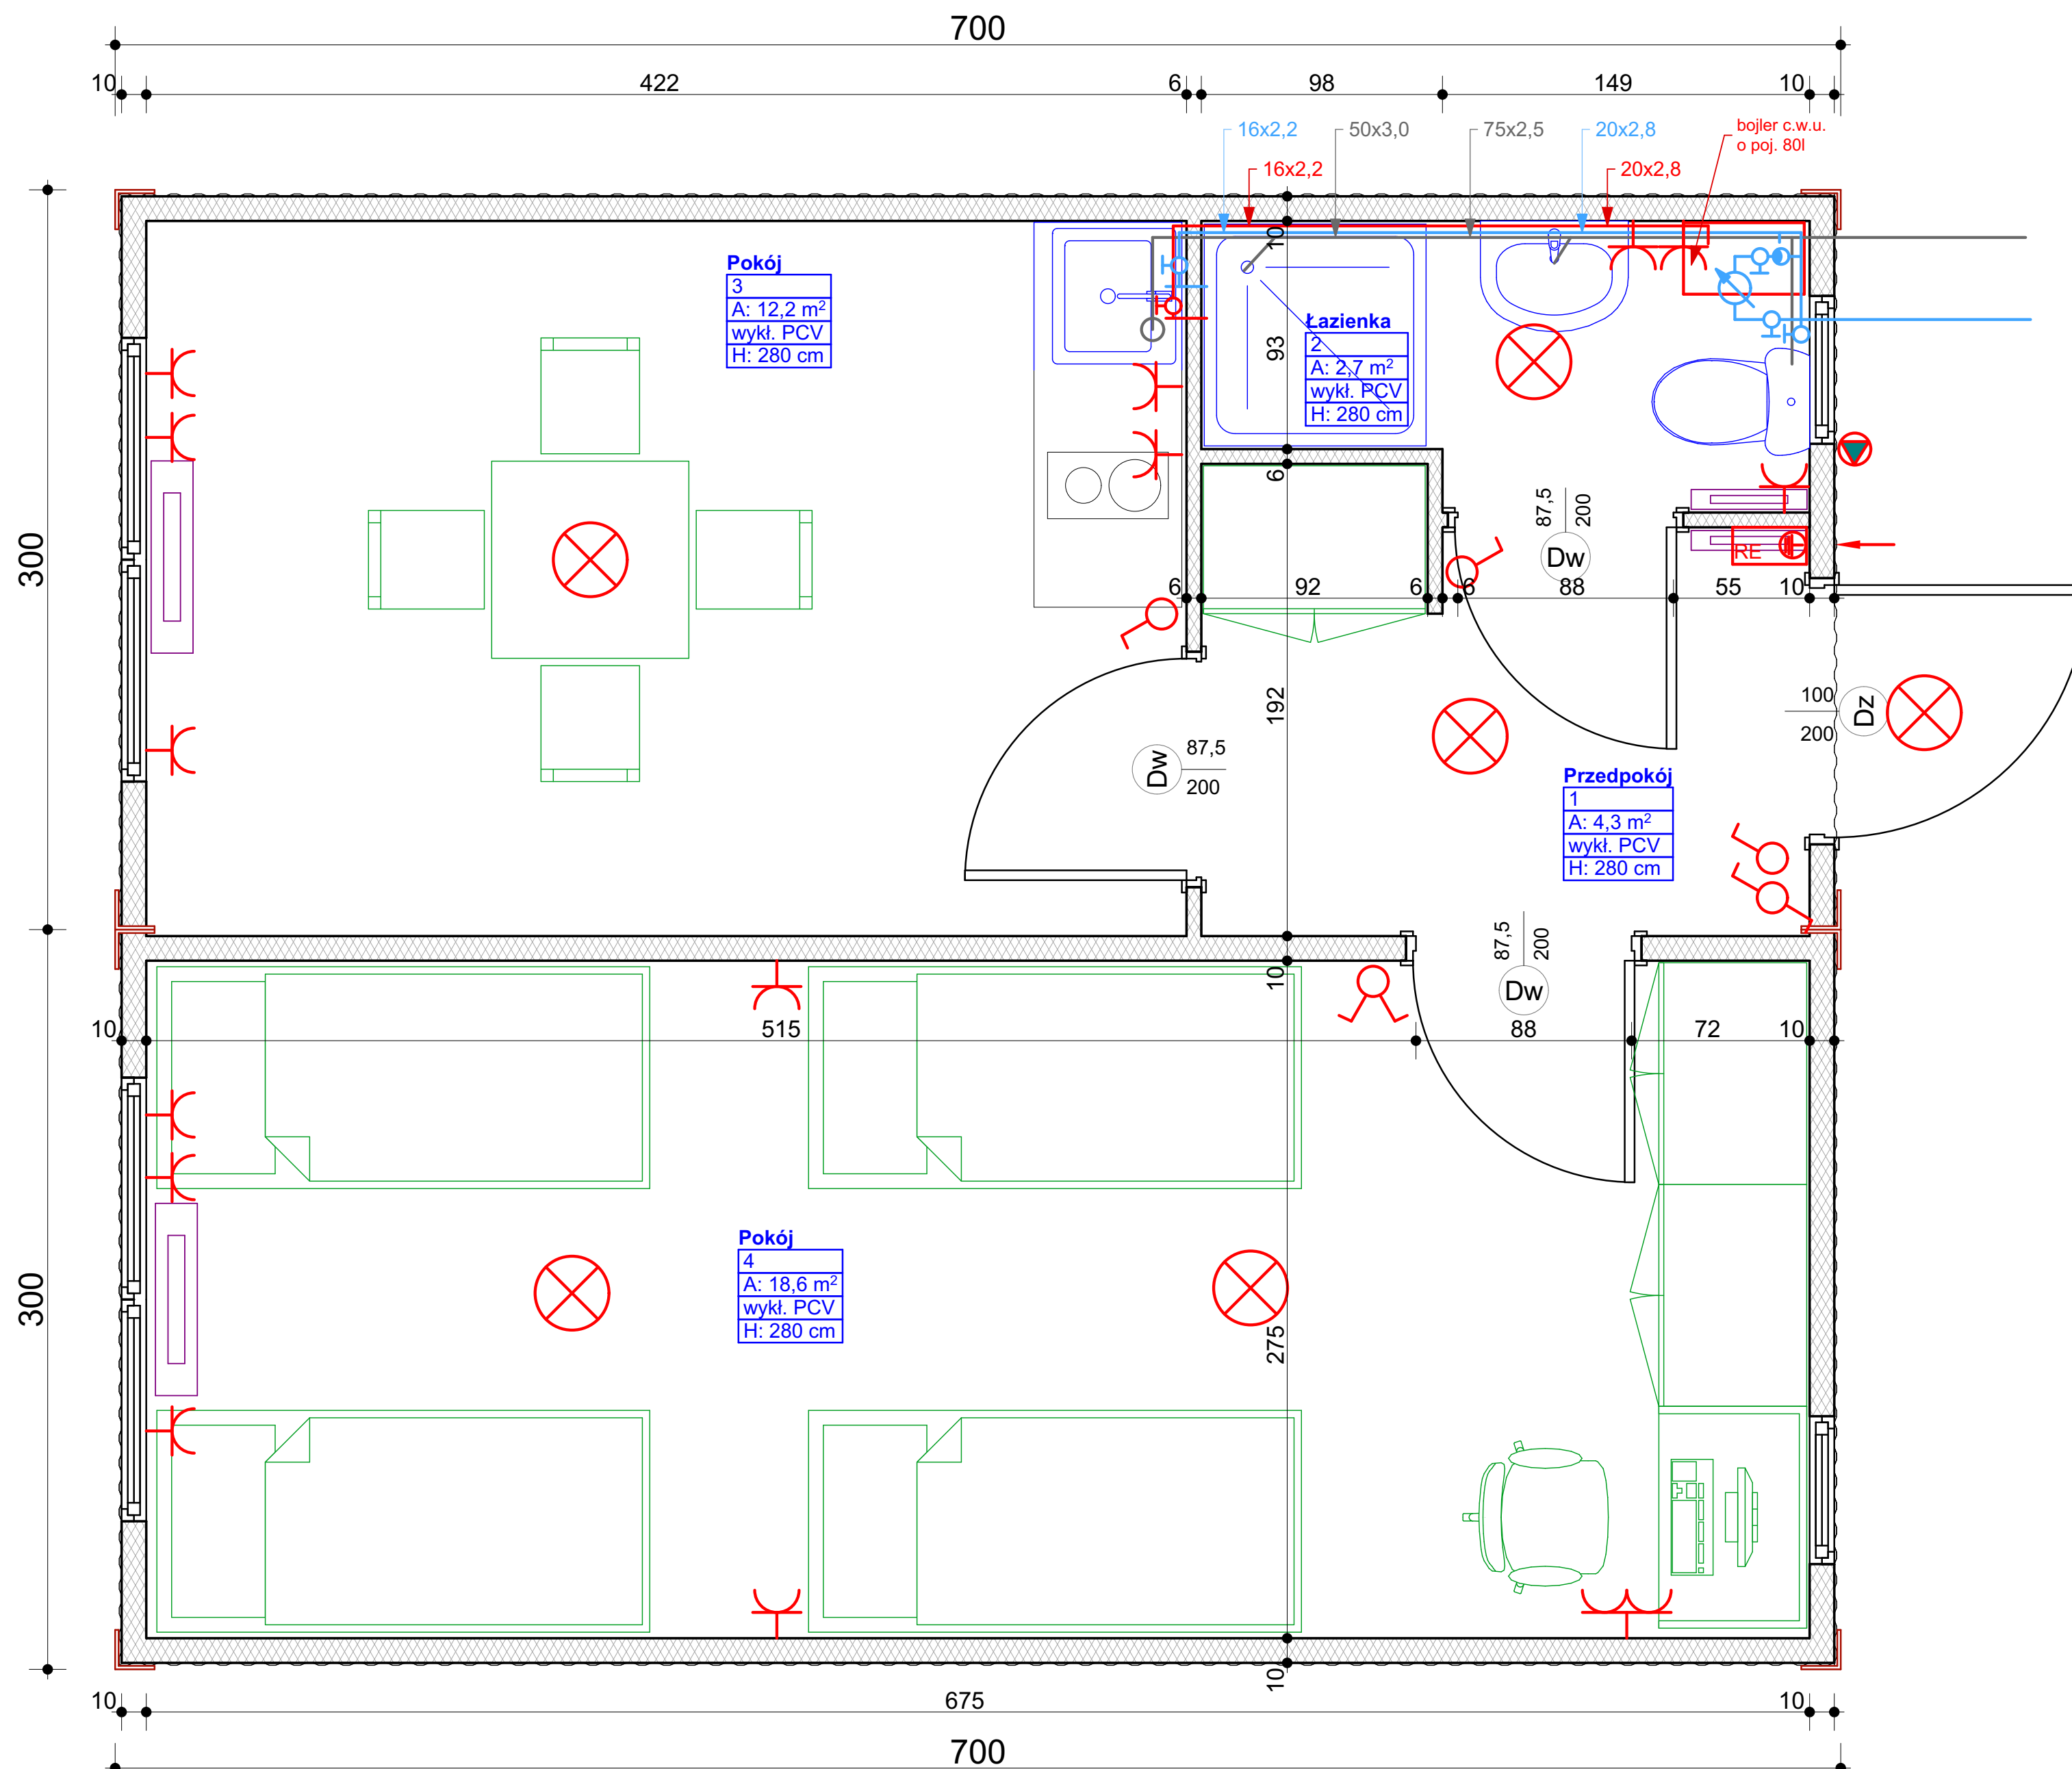 700
10 422 6 98 149 10
16x2,2 50x3,0 75x2,5 20x2,8 bojler c.w.u.
o poj. 80l
16x2,2 20x2,8
10
Pokój
3
A: 12,2 m²
wykł. PCV
H: 280 cm
Łazienka
2
A: 2,7 m²
wykł. PCV
H: 280 cm
93
6
300
87,5
200
Dw
RE
6 92 6 6 88 55 10
192
100
200
Dz
Dw
87,5
200
Przedpokój
1
A: 4,3 m²
wykł. PCV
H: 280 cm
87,5
200
Dw
10
10 515 88 72 10
Pokój
4
A: 18,6 m²
wykł. PCV
H: 280 cm
300
275
10
10 675 10
700